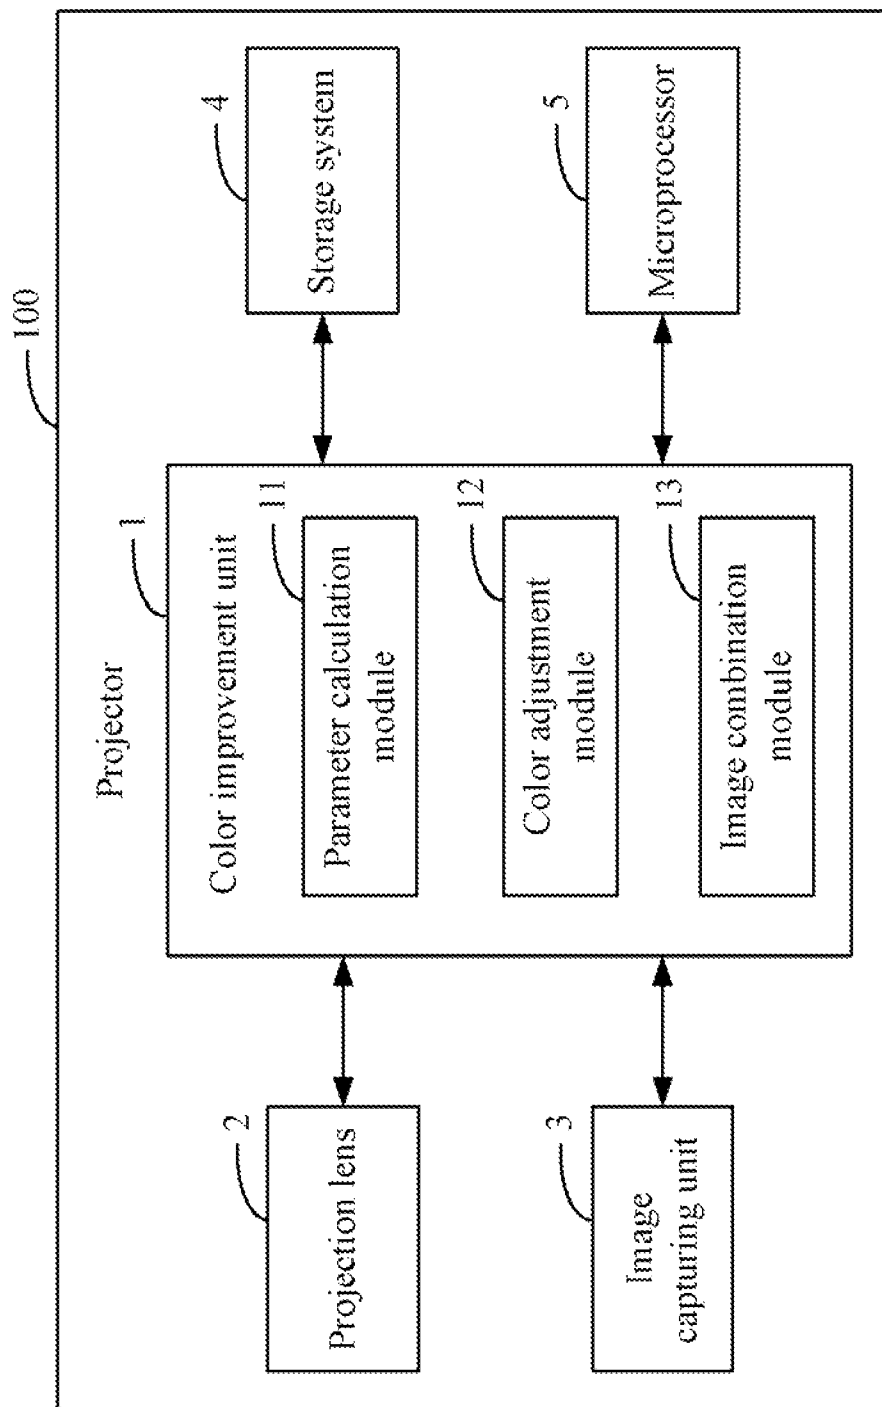 100
Projector
1
Color improvement unit
11
Parameter calculation
module
12
Color adjustment
module
13
Image combination
module
2
Projection lens
3
Image
capturing unit
4
Storage system
5
Microprocessor